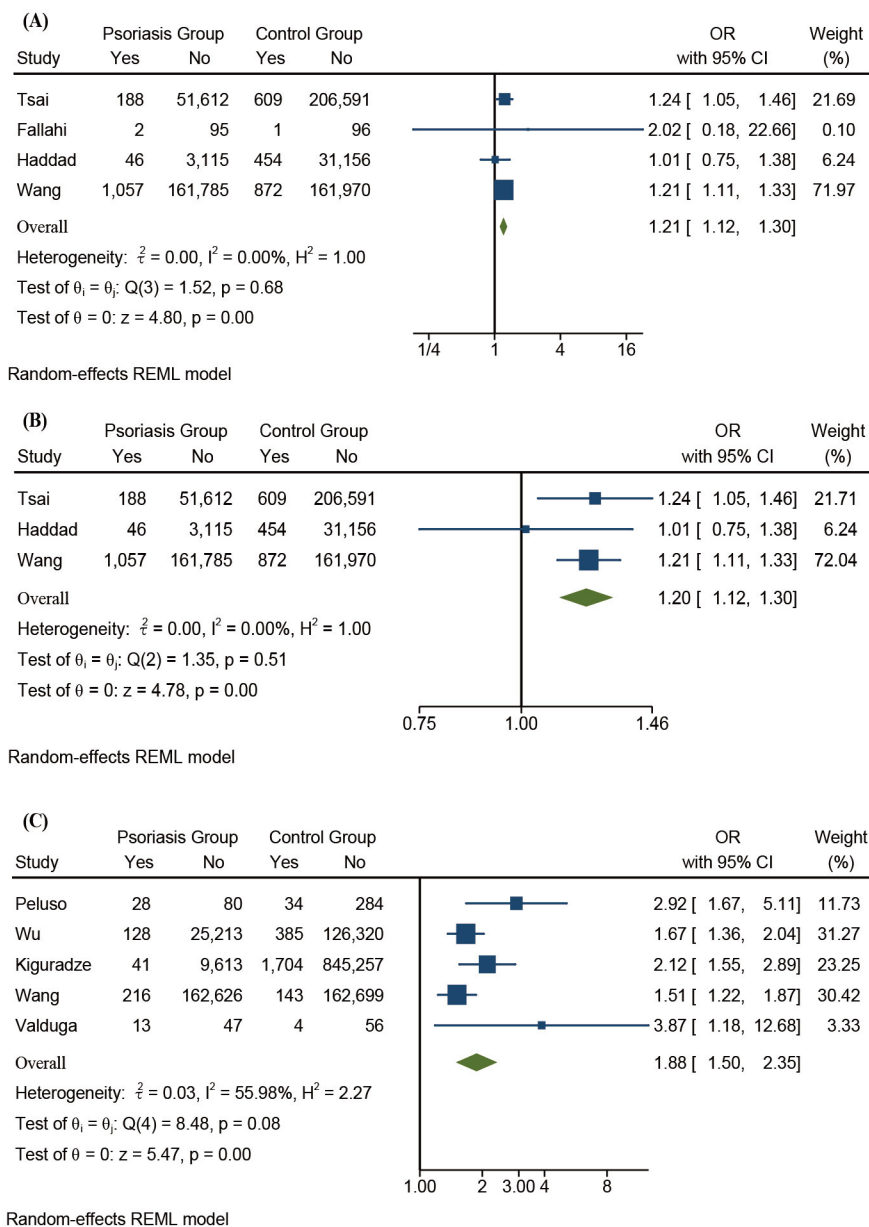 (A)
Psoriasis Group Control Group OR Weight
Study Yes No Yes No with 95% CI (%)
Tsai 188 51,612 609 206,591 1.24 [ 1.05, 1.46] 21.69
Fallahi 2 95 1 96 2.02 [ 0.18, 22.66] 0.10
Haddad 46 3,115 454 31,156 1.01 [ 0.75, 1.38] 6.24
Wang 1,057 161,785 872 161,970 1.21 [ 1.11, 1.33] 71.97
Overall 1.21 [ 1.12, 1.30]
Heterogeneity: τ² = 0.00, I² = 0.00%, H² = 1.00
Test of θᵢ = θⱼ: Q(3) = 1.52, p = 0.68
Test of θ = 0: z = 4.80, p = 0.00
1/4 1 4 16
Random-effects REML model
(B)
Psoriasis Group Control Group OR Weight
Study Yes No Yes No with 95% CI (%)
Tsai 188 51,612 609 206,591 1.24 [ 1.05, 1.46] 21.71
Haddad 46 3,115 454 31,156 1.01 [ 0.75, 1.38] 6.24
Wang 1,057 161,785 872 161,970 1.21 [ 1.11, 1.33] 72.04
Overall 1.20 [ 1.12, 1.30]
Heterogeneity: τ² = 0.00, I² = 0.00%, H² = 1.00
Test of θᵢ = θⱼ: Q(2) = 1.35, p = 0.51
Test of θ = 0: z = 4.78, p = 0.00
0.75 1.00 1.46
Random-effects REML model
(C)
Psoriasis Group Control Group OR Weight
Study Yes No Yes No with 95% CI (%)
Peluso 28 80 34 284 2.92 [ 1.67, 5.11] 11.73
Wu 128 25,213 385 126,320 1.67 [ 1.36, 2.04] 31.27
Kiguradze 41 9,613 1,704 845,257 2.12 [ 1.55, 2.89] 23.25
Wang 216 162,626 143 162,699 1.51 [ 1.22, 1.87] 30.42
Valduga 13 47 4 56 3.87 [ 1.18, 12.68] 3.33
Overall 1.88 [ 1.50, 2.35]
Heterogeneity: τ² = 0.03, I² = 55.98%, H² = 2.27
Test of θᵢ = θⱼ: Q(4) = 8.48, p = 0.08
Test of θ = 0: z = 5.47, p = 0.00
1.00 2 3.00 4 8
Random-effects REML model